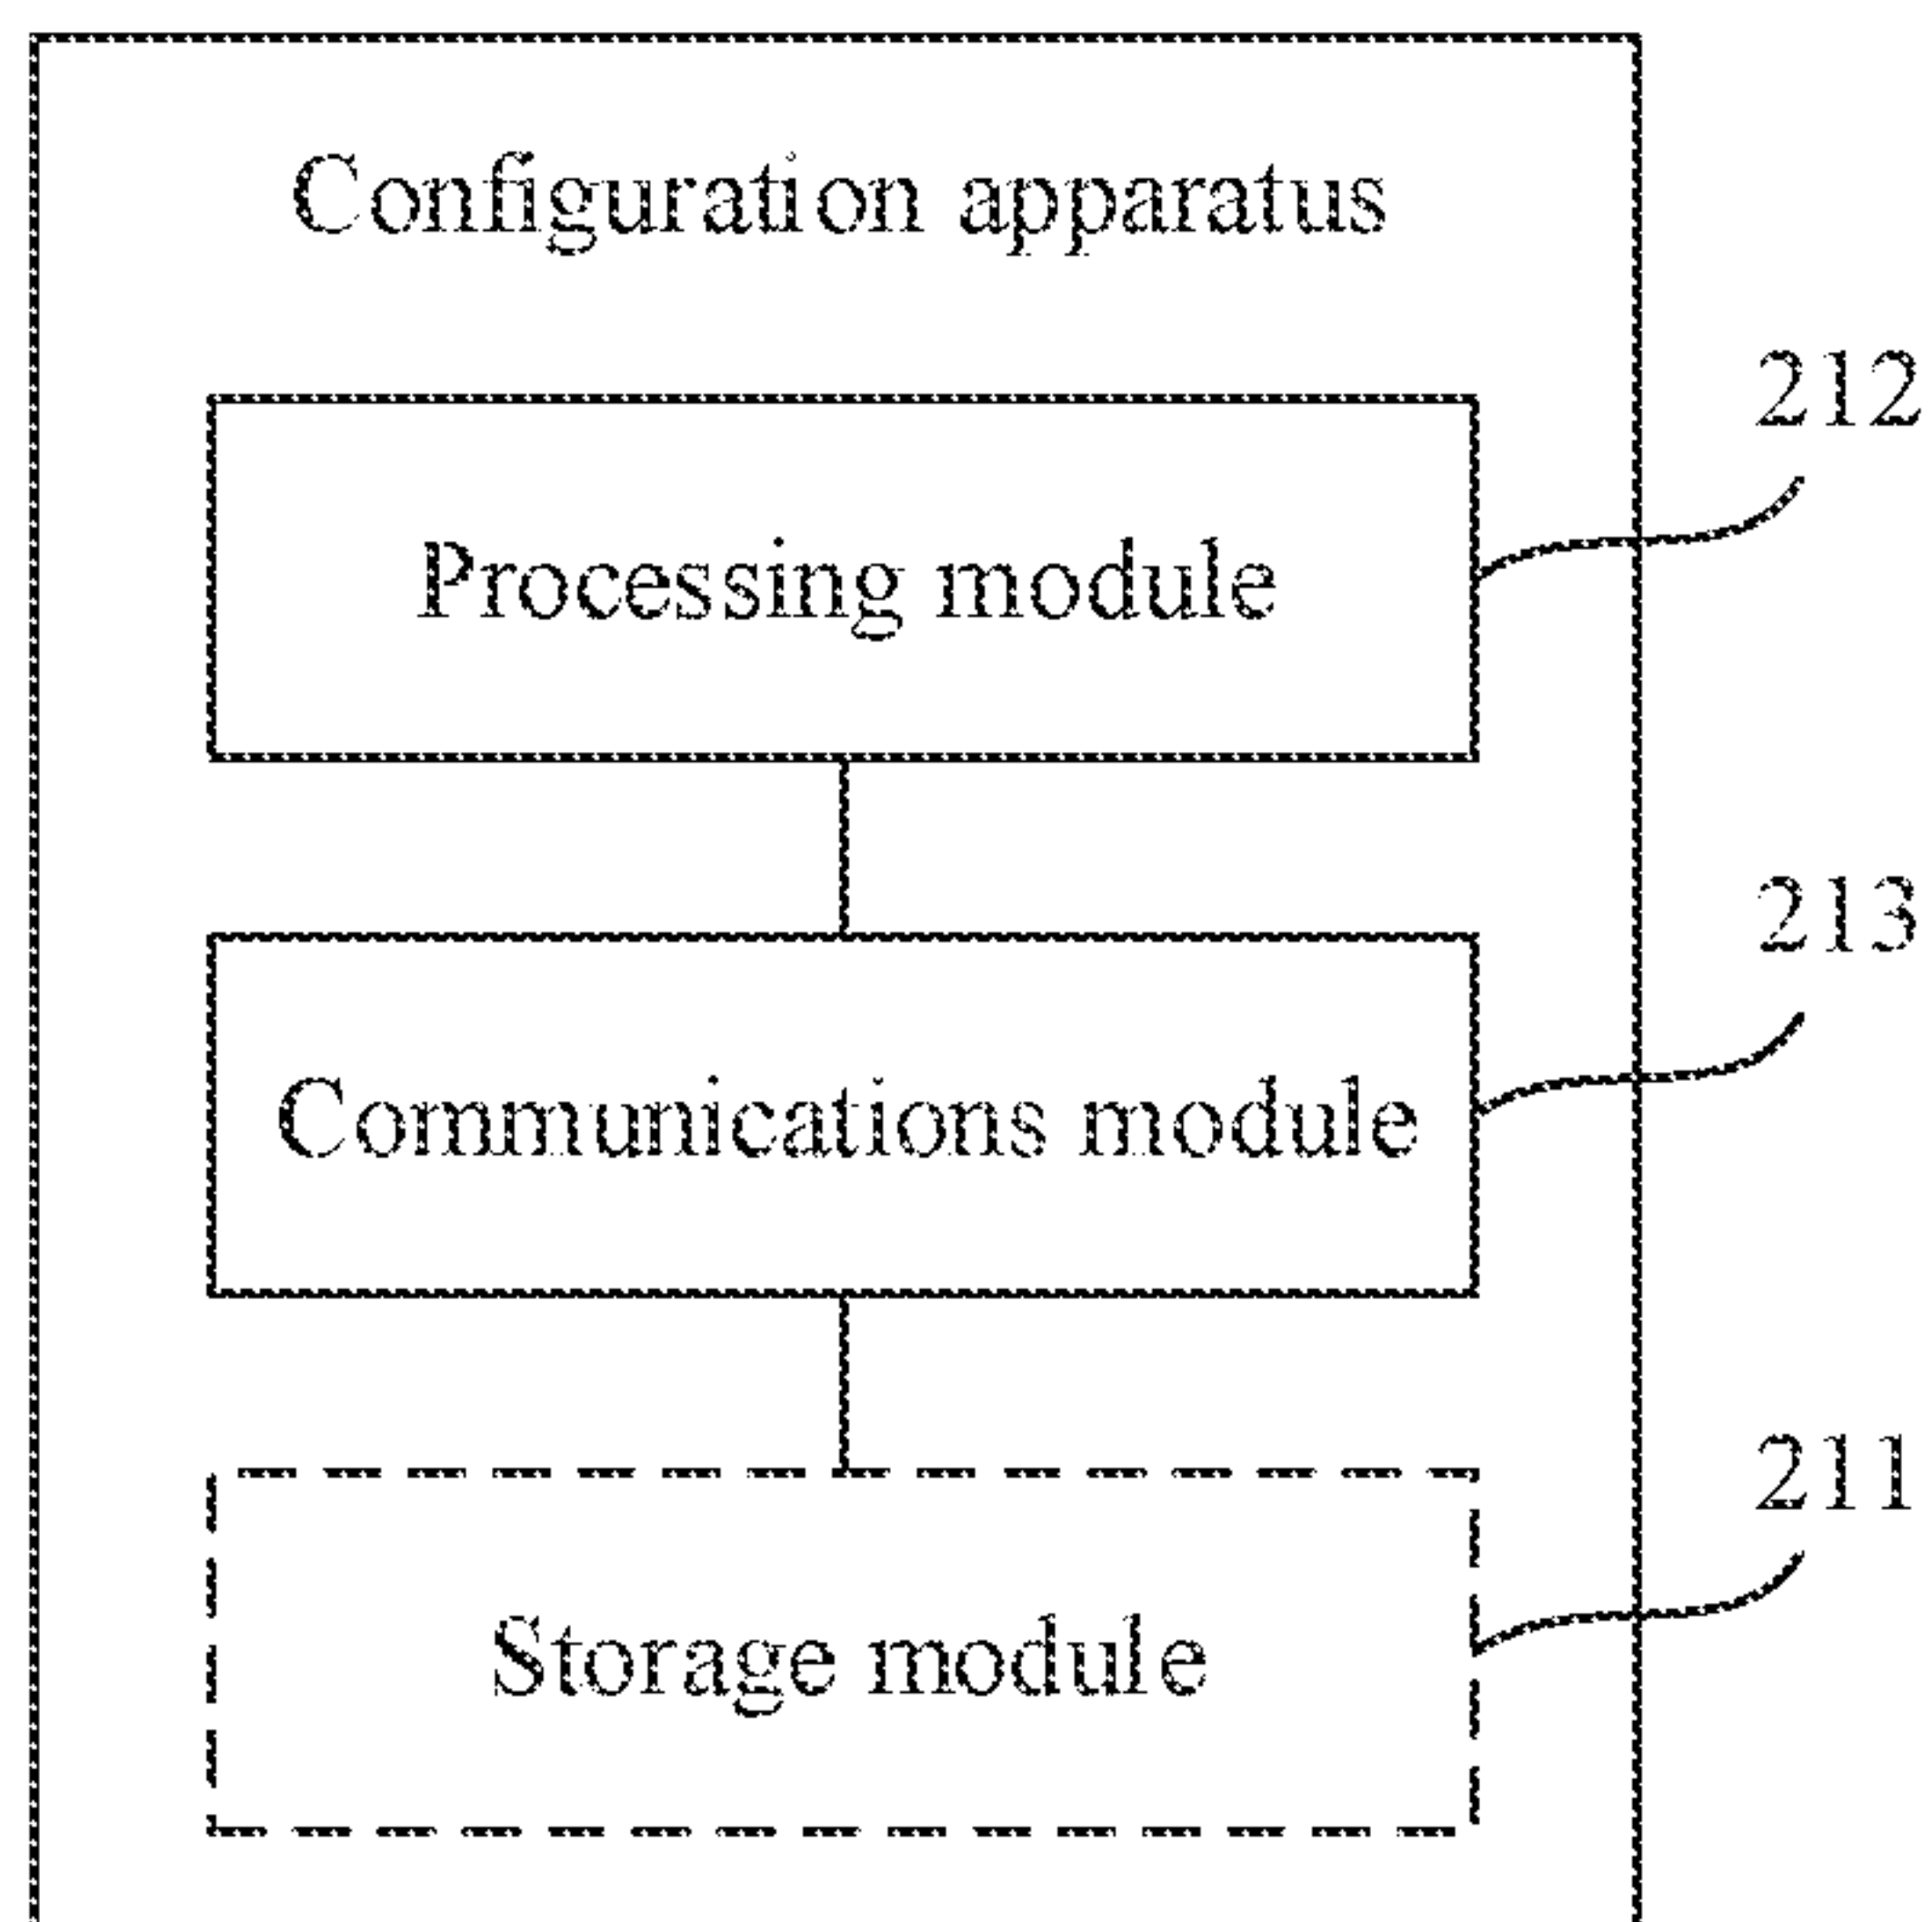 Configuration apparatus
212
Processing module
213
Communications module
211
Storage module